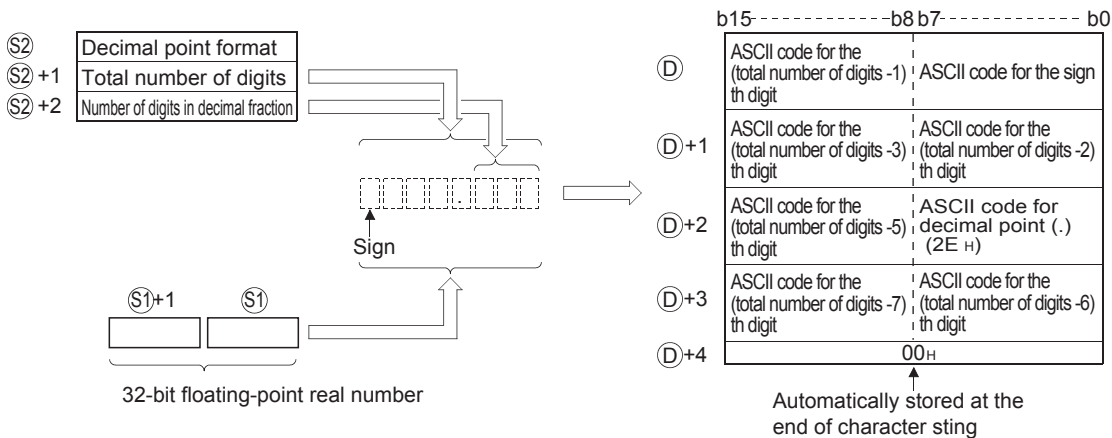 S2 Decimal point format
S2 +1 Total number of digits
S2 +2 Number of digits in decimal fraction
.
Sign
S1+1 S1
32-bit floating-point real number
b15 b8 b7 b0
D
ASCII code for the
(total number of digits -1)
th digit
ASCII code for the sign
D+1
ASCII code for the
(total number of digits -3)
th digit
ASCII code for the
(total number of digits -2)
th digit
D+2
ASCII code for the
(total number of digits -5)
th digit
ASCII code for
decimal point (.)
(2E H)
D+3
ASCII code for the
(total number of digits -7)
th digit
ASCII code for the
(total number of digits -6)
th digit
D+4
00H
Automatically stored at the
end of character sting